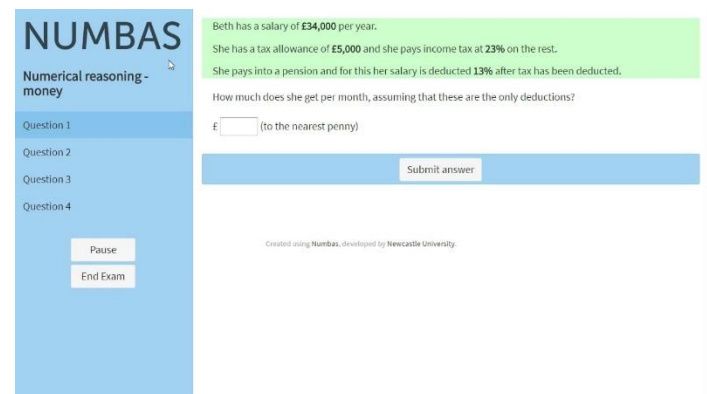 NUMBAS
Numerical reasoning -
money
Question 1
Question 2
Question 3
Question 4
Pause
End Exam
Beth has a salary of £34,000 per year.
She has a tax allowance of £5,000 and she pays income tax at 23% on the rest.
She pays into a pension and for this her salary is deducted 13% after tax has been deducted.
How much does she get per month, assuming that these are the only deductions?
£ (to the nearest penny)
Submit answer
Created using Numbas, developed by Newcastle University.